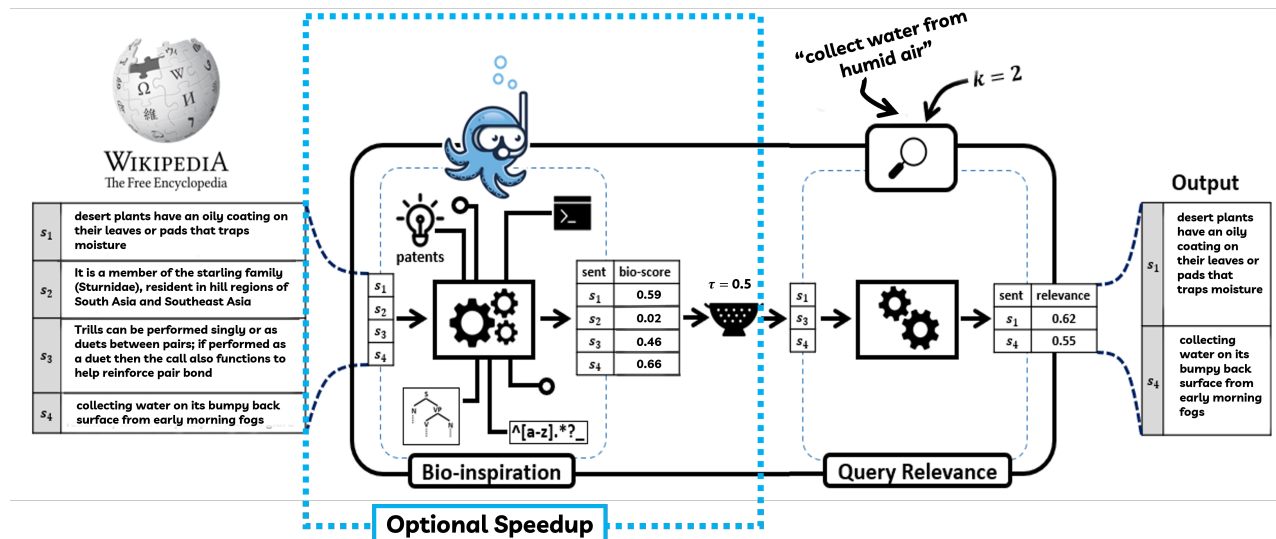 Ω
W
И
維
WIKIPEDIA
The Free Encyclopedia
s1
desert plants have an oily coating on
their leaves or pads that traps
moisture
s2
It is a member of the starling family
(Sturnidae), resident in hill regions of
South Asia and Southeast Asia
s3
Trills can be performed singly or as
duets between pairs; if performed as
a duet then the call also functions to
help reinforce pair bond
s4
collecting water on its bumpy back
surface from early morning fogs
patents
>_
s1
s2
s3
s4
S
N VP
V N
^[a-z].*?_
sent bio-score
s1 0.59
s2 0.02
s3 0.46
s4 0.66
τ = 0.5
Bio-inspiration
Optional Speedup
“collect water from
humid air”
k = 2
s1
s3
s4
sent relevance
s1 0.62
s4 0.55
Query Relevance
Output
s1
desert plants
have an oily
coating on
their leaves or
pads that
traps moisture
s4
collecting
water on its
bumpy back
surface from
early morning
fogs